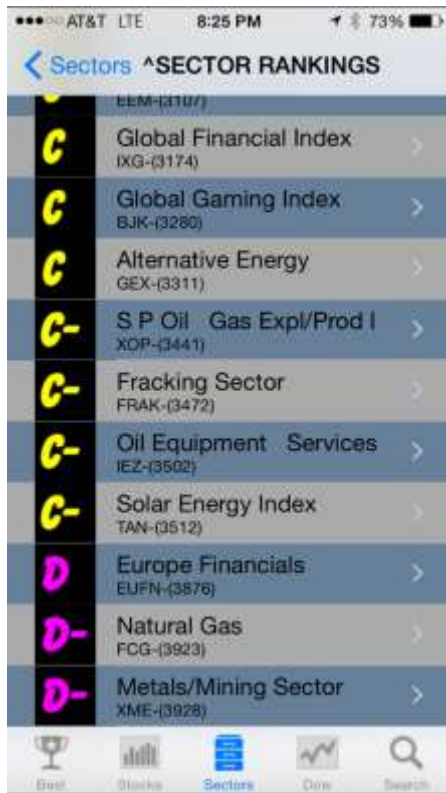 AT&T LTE 8:25 PM 73%
Sectors ^SECTOR RANKINGS
C EEM-(3107)
C Global Financial Index
IXG-(3174)
C Global Gaming Index
BJK-(3280)
C Alternative Energy
GEX-(3311)
C- S P Oil Gas Expl/Prod I
XOP-(3441)
C- Fracking Sector
FRAK-(3472)
C- Oil Equipment Services
IEZ-(3502)
C- Solar Energy Index
TAN-(3512)
D Europe Financials
EUFN-(3876)
D- Natural Gas
FCG-(3923)
D- Metals/Mining Sector
XME-(3928)
Best Stocks Sectors Dow Search